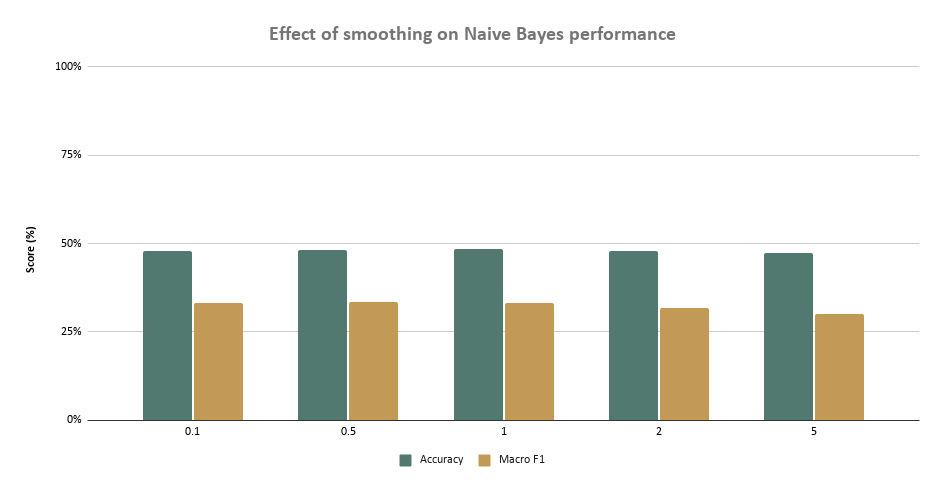 Effect of smoothing on Naive Bayes performance
100%
75%
50%
25%
0%
Score (%)
0.1
0.5
1
2
5
Accuracy
Macro F1